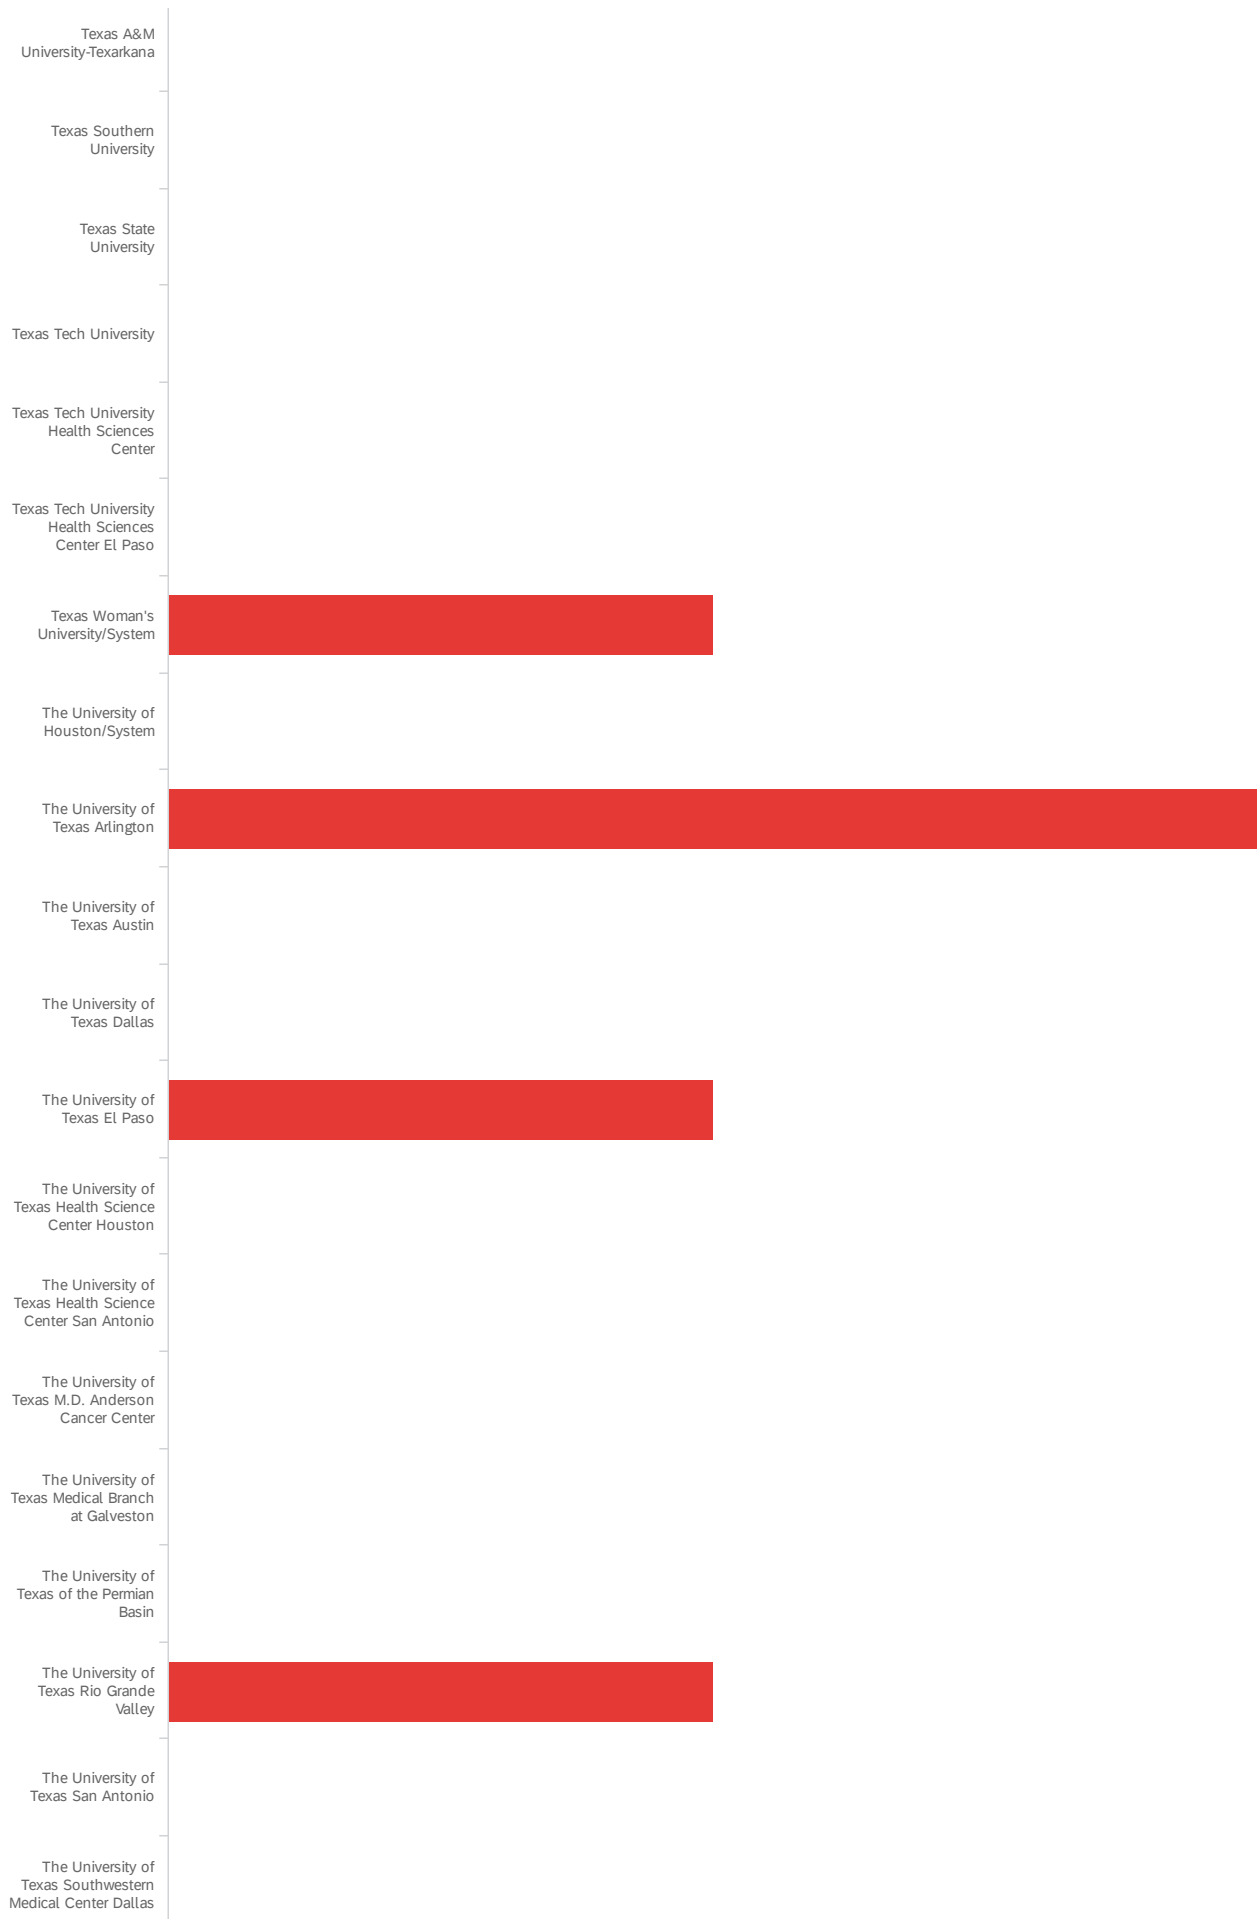 Texas A&M
University-Texarkana
Texas Southern
University
Texas State
University
Texas Tech University
Texas Tech University
Health Sciences
Center
Texas Tech University
Health Sciences
Center El Paso
Texas Woman's
University/System
The University of
Houston/System
The University of
Texas Arlington
The University of
Texas Austin
The University of
Texas Dallas
The University of
Texas El Paso
The University of
Texas Health Science
Center Houston
The University of
Texas Health Science
Center San Antonio
The University of
Texas M.D. Anderson
Cancer Center
The University of
Texas Medical Branch
at Galveston
The University of
Texas of the Permian
Basin
The University of
Texas Rio Grande
Valley
The University of
Texas San Antonio
The University of
Texas Southwestern
Medical Center Dallas